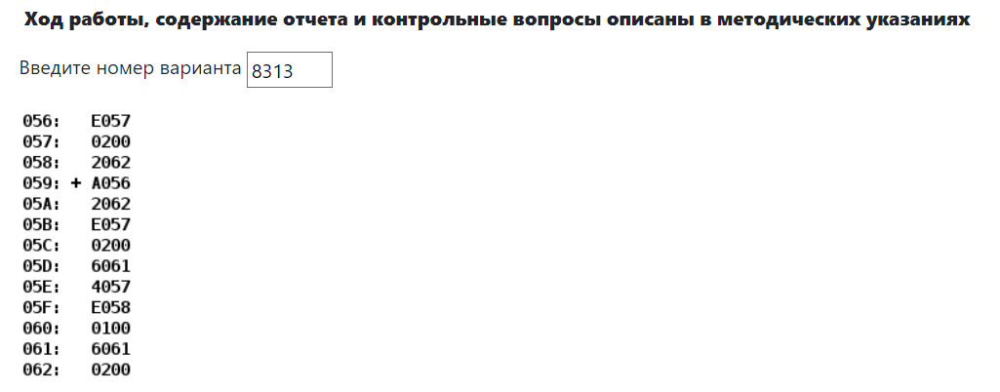 Ход работы, содержание отчета и контрольные вопросы описаны в методических указаниях
Введите номер варианта 8313
056: E057
057: 0200
058: 2062
059: + A056
05A: 2062
05B: E057
05C: 0200
05D: 6061
05E: 4057
05F: E058
060: 0100
061: 6061
062: 0200